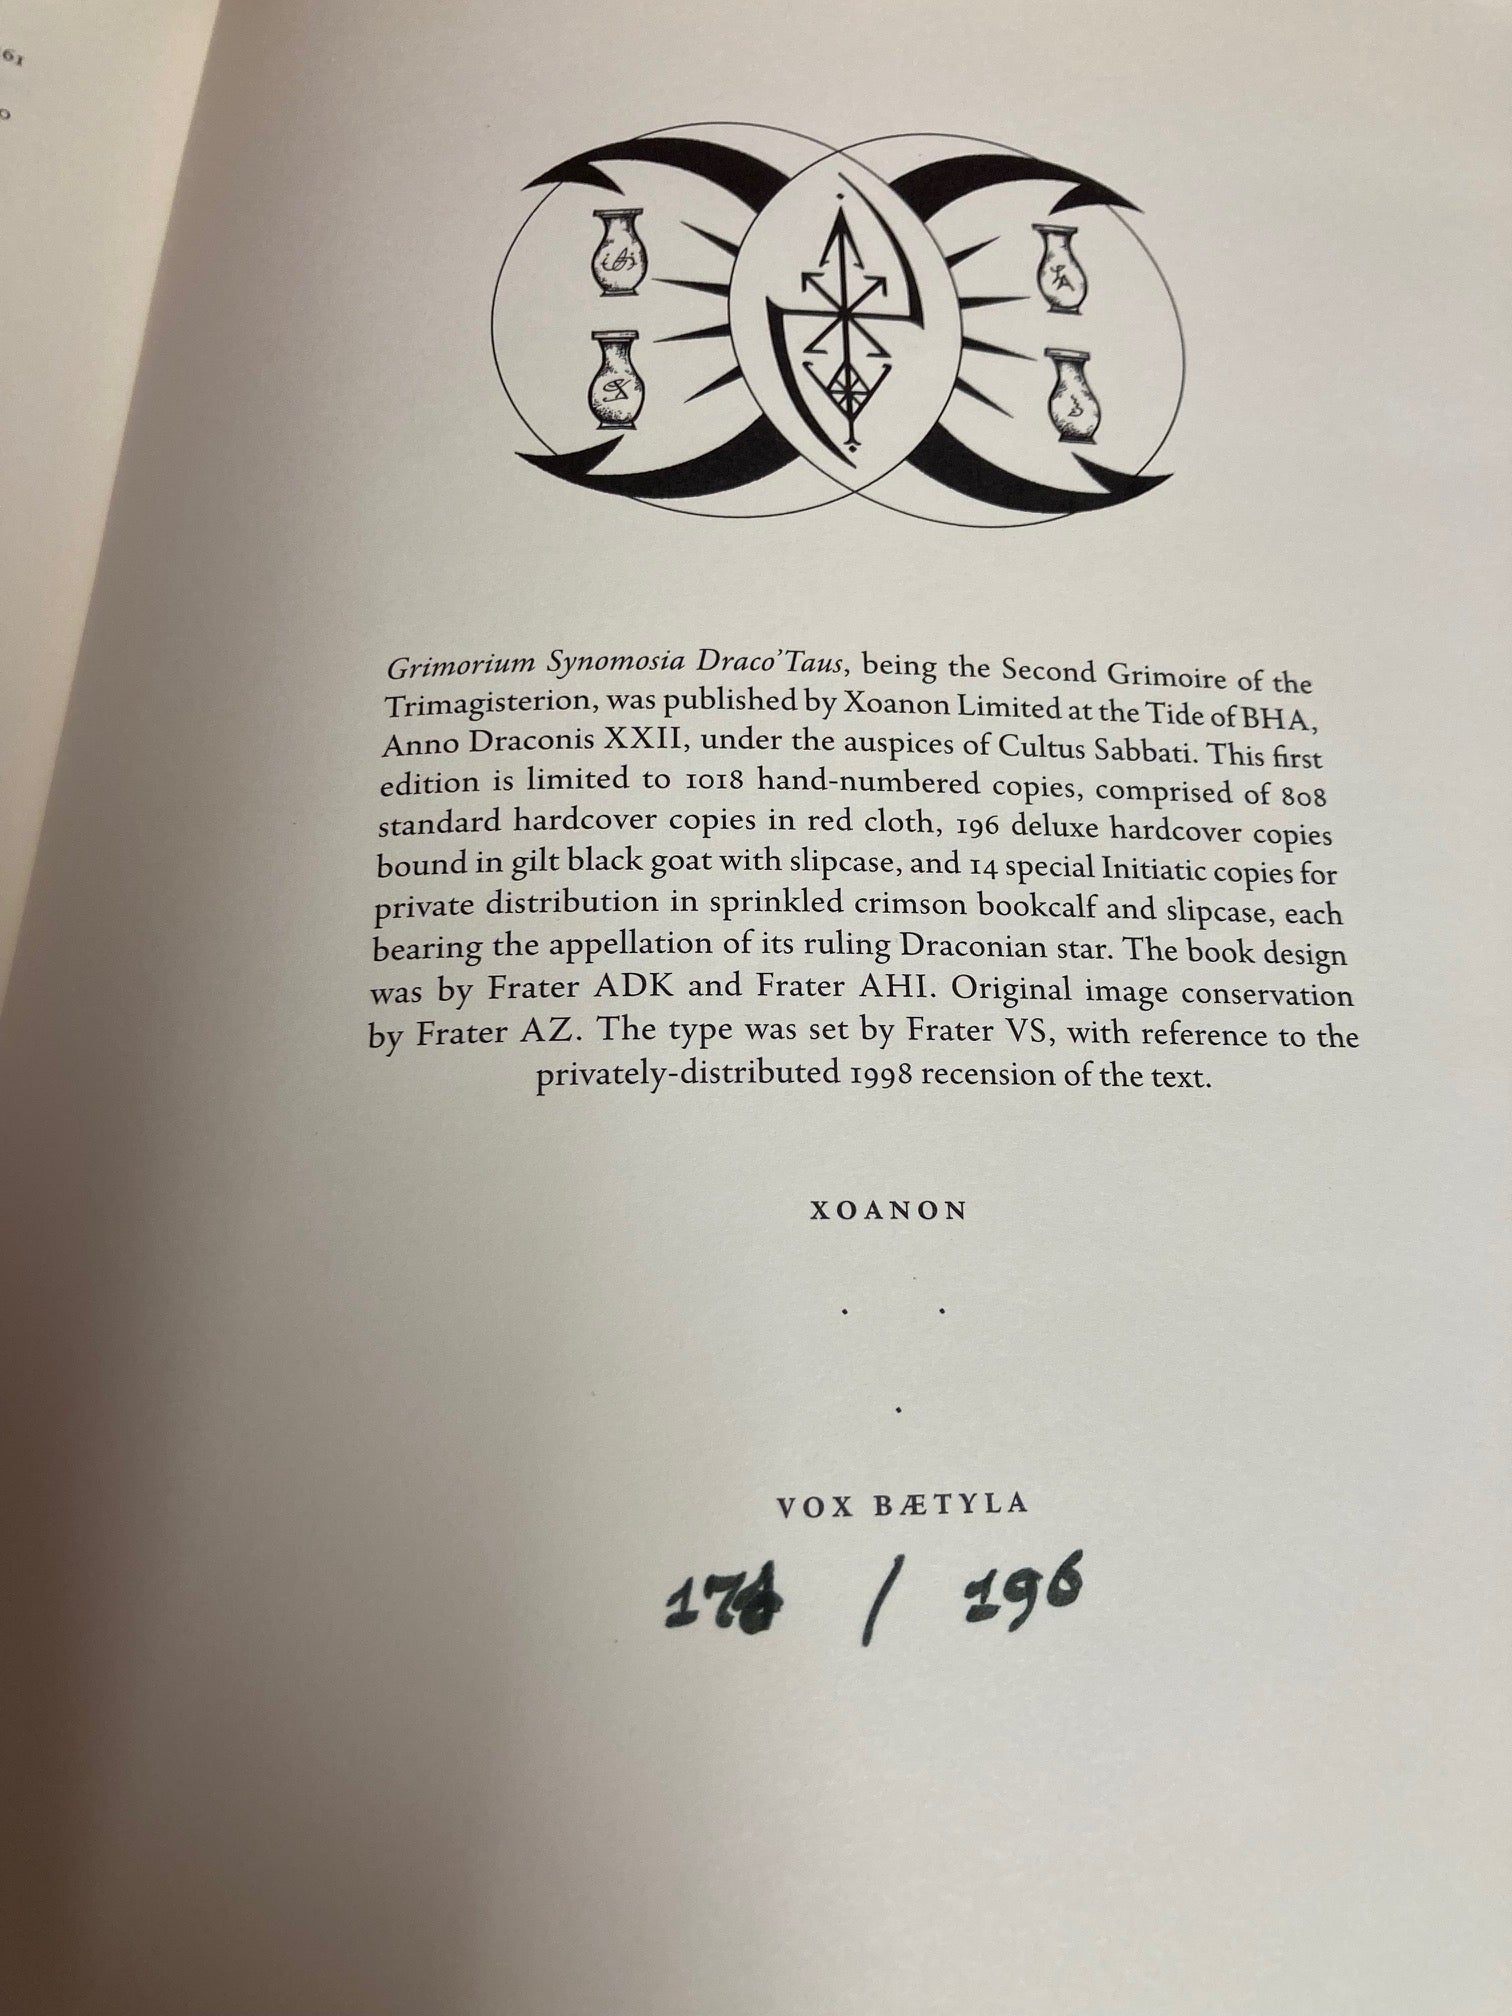 61
Grimorium Synomosia Draco'Taus, being the Second Grimoire of the
Trimagisterion, was published by Xoanon Limited at the Tide of BHA,
Anno Draconis XXII, under the auspices of Cultus Sabbati. This first
edition is limited to 1018 hand-numbered copies, comprised of 808
standard hardcover copies in red cloth, 196 deluxe hardcover copies
bound in gilt black goat with slipcase, and 14 special Initiatic copies for
private distribution in sprinkled crimson bookcalf and slipcase, each
bearing the appellation of its ruling Draconian star. The book design
was by Frater ADK and Frater AHI. Original image conservation
by Frater AZ. The type was set by Frater VS, with reference to the
privately-distributed 1998 recension of the text.
XOANON
VOX BÆTYLA
/ 196